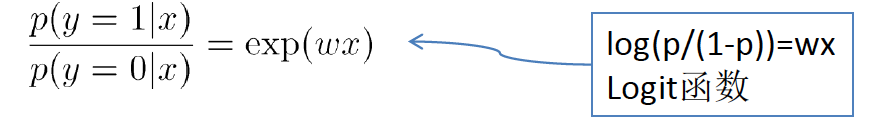 p(y = 1|x)
p(y = 0|x)
= exp(wx)
log(p/(1-p))=wx
Logit函数